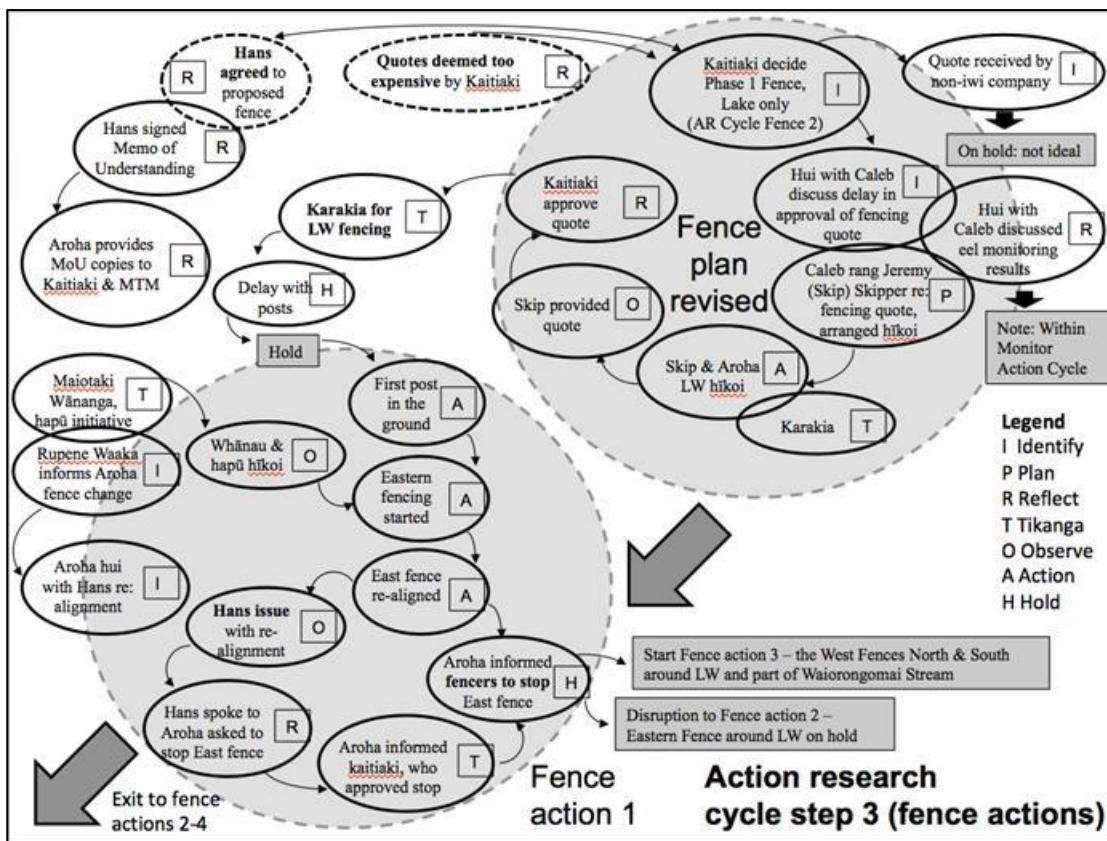 Hans
agreed to
proposed
fence
R
Quotes deemed too
expensive by Kaitiaki
R
Kaitiaki decide
Phase 1 Fence,
Lake only
(AR Cycle Fence 2)
I
Quote received by
non-iwi company
I
On hold: not ideal
Hans signed
Memo of
Understanding
R
Aroha provides
MoU copies to
Kaitiaki & MTM
R
Karakia for
LW fencing
T
Delay with
posts
H
Hold
Kaitiaki
approve
quote
R
Fence
plan
revised
Hui with Caleb
discuss delay in
approval of fencing
quote
I
Hui with
Caleb discussed
eel monitoring
results
R
Note: Within
Monitor
Action Cycle
Caleb rang Jeremy
(Skip) Skipper re:
fencing quote,
arranged hīkoi
P
Skip provided
quote
O
Skip & Aroha
LW hīkoi
A
Karakia
T
Maiotaki
Wānanga,
hapū initiative
T
Rupene Waaka
informs Aroha
fence change
I
Aroha hui
with Hans re:
alignment
I
Whānau &
hapū hīkoi
O
First post
in the
ground
A
Eastern
fencing
started
A
East fence
re-aligned
A
Hans issue
with re-
alignment
O
Hans spoke to
Aroha asked to
stop East fence
R
Aroha informed
kaitiaki, who
approved stop
T
Aroha informed
fencers to stop
East fence
H
Start Fence action 3 – the West Fences North & South
around LW and part of Waiorongomai Stream
Disruption to Fence action 2 –
Eastern Fence around LW on hold
Legend
I Identify
P Plan
R Reflect
T Tikanga
O Observe
A Action
H Hold
Exit to fence
actions 2-4
Fence
action 1
Action research
cycle step 3 (fence actions)